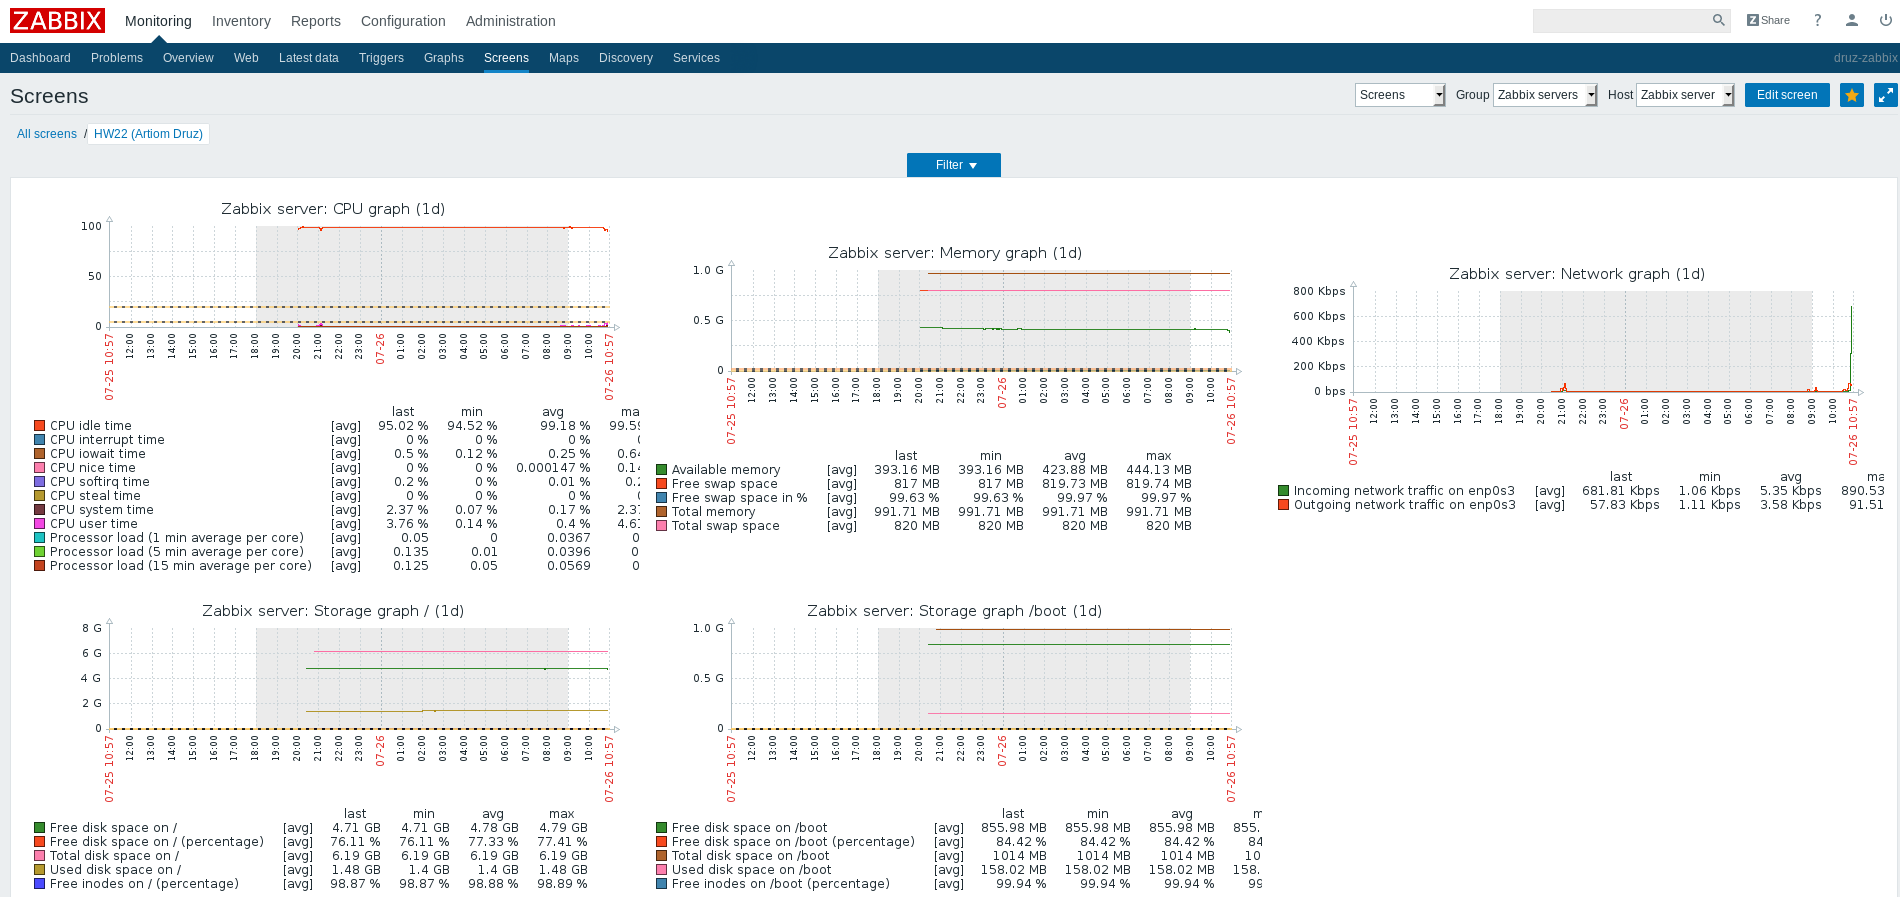 ZABBIX Monitoring Inventory Reports Configuration Administration Z Share ?
Dashboard Problems Overview Web Latest data Triggers Graphs Screens Maps Discovery Services druz-zabbix
Screens Screens Group Zabbix servers Host Zabbix server Edit screen
All screens / HW22 (Artiom Druz)
Filter
Zabbix server: CPU graph (1d)
100
50
0
07-25 10:57 12:00 13:00 14:00 15:00 16:00 17:00 18:00 19:00 20:00 21:00 22:00 23:00 07-26 01:00 02:00 03:00 04:00 05:00 06:00 07:00 08:00 09:00 10:00 07-26 10:57
last min avg ma
CPU idle time [avg] 95.02 % 94.52 % 99.18 % 99.59
CPU interrupt time [avg] 0 % 0 % 0 %
CPU iowait time [avg] 0.5 % 0.12 % 0.25 % 0.64
CPU nice time [avg] 0 % 0 % 0.000147 % 0.14
CPU softirq time [avg] 0.2 % 0 % 0.01 % 0.2
CPU steal time [avg] 0 % 0 % 0 %
CPU system time [avg] 2.37 % 0.07 % 0.17 % 2.37
CPU user time [avg] 3.76 % 0.14 % 0.4 % 4.61
Processor load (1 min average per core) [avg] 0.05 0 0.0367 0
Processor load (5 min average per core) [avg] 0.135 0.01 0.0396 0
Processor load (15 min average per core) [avg] 0.125 0.05 0.0569 0
Zabbix server: Memory graph (1d)
1.0 G
0.5 G
0
07-25 10:57 12:00 13:00 14:00 15:00 16:00 17:00 18:00 19:00 20:00 21:00 22:00 23:00 07-26 01:00 02:00 03:00 04:00 05:00 06:00 07:00 08:00 09:00 10:00 07-26 10:57
last min avg max
Available memory [avg] 393.16 MB 393.16 MB 423.88 MB 444.13 MB
Free swap space [avg] 817 MB 817 MB 819.73 MB 819.74 MB
Free swap space in % [avg] 99.63 % 99.63 % 99.97 % 99.97 %
Total memory [avg] 991.71 MB 991.71 MB 991.71 MB 991.71 MB
Total swap space [avg] 820 MB 820 MB 820 MB 820 MB
Zabbix server: Network graph (1d)
800 Kbps
600 Kbps
400 Kbps
200 Kbps
0 bps
07-25 10:57 12:00 13:00 14:00 15:00 16:00 17:00 18:00 19:00 20:00 21:00 22:00 23:00 07-26 01:00 02:00 03:00 04:00 05:00 06:00 07:00 08:00 09:00 10:00 07-26 10:57
last min avg ma
Incoming network traffic on enp0s3 [avg] 681.81 Kbps 1.06 Kbps 5.35 Kbps 890.53
Outgoing network traffic on enp0s3 [avg] 57.83 Kbps 1.11 Kbps 3.58 Kbps 91.51
Zabbix server: Storage graph / (1d)
8 G
6 G
4 G
2 G
0
07-25 10:57 12:00 13:00 14:00 15:00 16:00 17:00 18:00 19:00 20:00 21:00 22:00 23:00 07-26 01:00 02:00 03:00 04:00 05:00 06:00 07:00 08:00 09:00 10:00 07-26 10:57
last min avg max
Free disk space on / [avg] 4.71 GB 4.71 GB 4.78 GB 4.79 GB
Free disk space on / (percentage) [avg] 76.11 % 76.11 % 77.33 % 77.41 %
Total disk space on / [avg] 6.19 GB 6.19 GB 6.19 GB 6.19 GB
Used disk space on / [avg] 1.48 GB 1.4 GB 1.4 GB 1.48 GB
Free inodes on / (percentage) [avg] 98.87 % 98.87 % 98.88 % 98.89 %
Zabbix server: Storage graph /boot (1d)
1.0 G
0.5 G
0
07-25 10:57 12:00 13:00 14:00 15:00 16:00 17:00 18:00 19:00 20:00 21:00 22:00 23:00 07-26 01:00 02:00 03:00 04:00 05:00 06:00 07:00 08:00 09:00 10:00 07-26 10:57
last min avg m
Free disk space on /boot [avg] 855.98 MB 855.98 MB 855.98 MB 855.
Free disk space on /boot (percentage) [avg] 84.42 % 84.42 % 84.42 % 84
Total disk space on /boot [avg] 1014 MB 1014 MB 1014 MB 10
Used disk space on /boot [avg] 158.02 MB 158.02 MB 158.02 MB 158.
Free inodes on /boot (percentage) [avg] 99.94 % 99.94 % 99.94 % 99